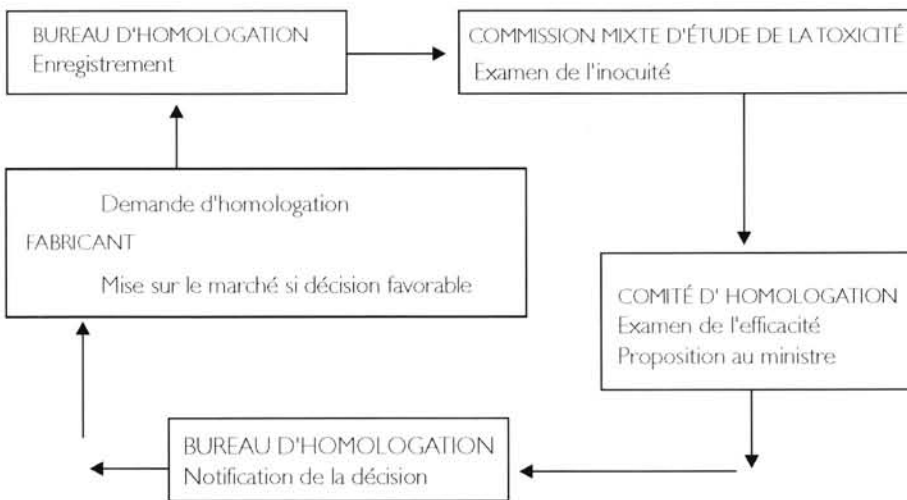 BUREAU D'HOMOLOGATION
Enregistrement
COMMISSION MIXTE D'ÉTUDE DE LA TOXICITÉ
Examen de l'inocuité
Demande d'homologation
FABRICANT
Mise sur le marché si décision favorable
COMITÉ D' HOMOLOGATION
Examen de l'efficacité
Proposition au ministre
BUREAU D'HOMOLOGATION
Notification de la décision